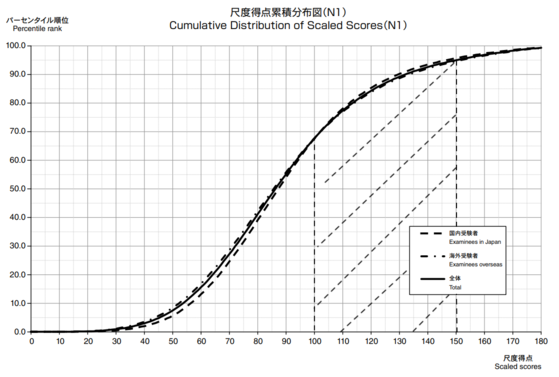 尺度得点累積分布図(N1)
Cumulative Distribution of Scaled Scores(N1)
パーセンタイル順位
Percentile rank
100.0
90.0
80.0
70.0
60.0
50.0
40.0
30.0
20.0
10.0
0.0
国内受験者
Examinees in Japan
海外受験者
Examinees overseas
全体
Total
0 10 20 30 40 50 60 70 80 90 100 110 120 130 140 150 160 170 180
尺度得点
Scaled scores